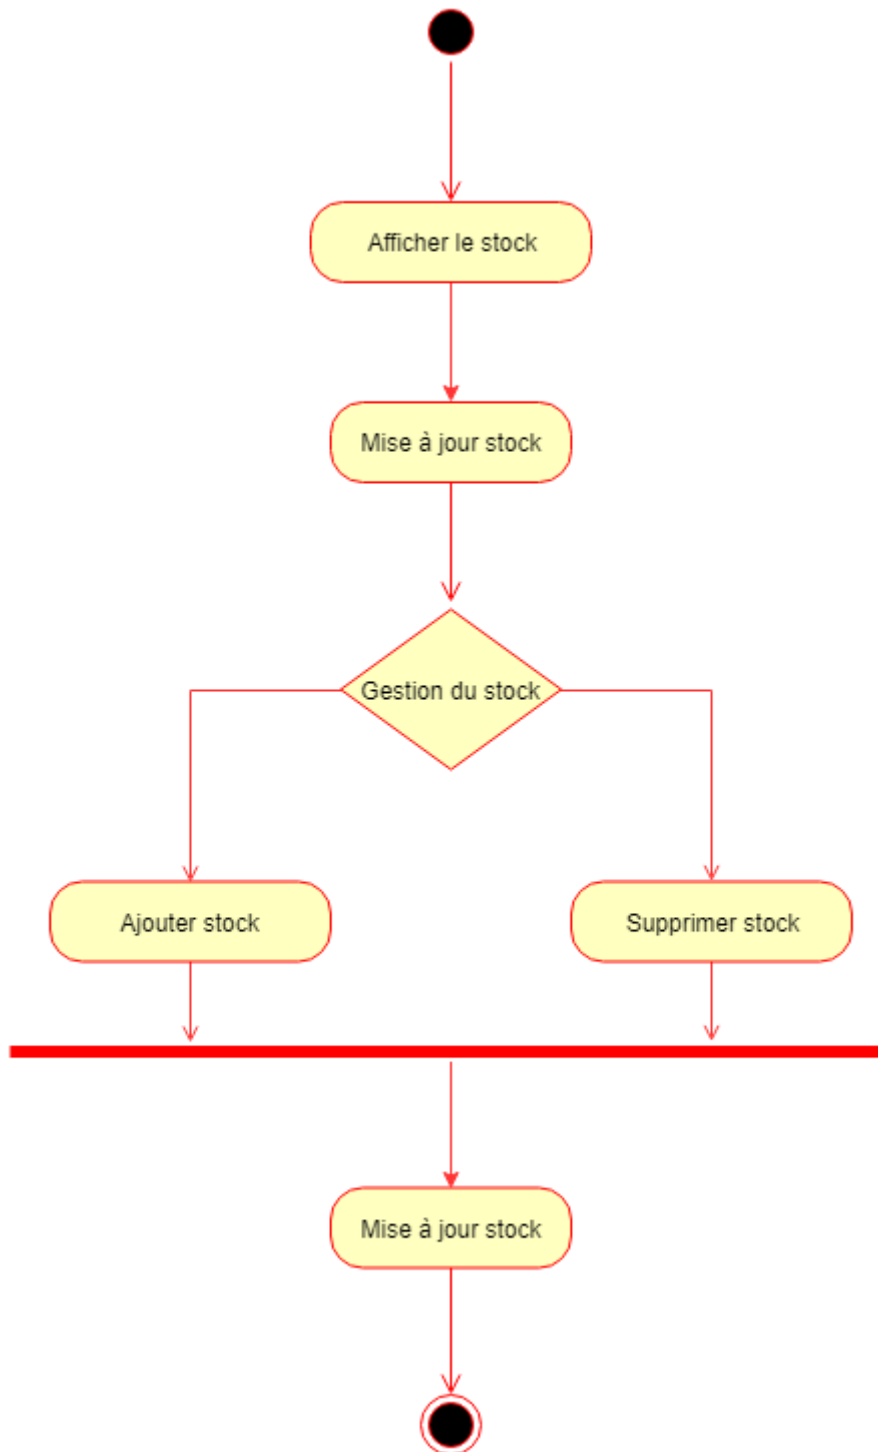 Afficher le stock
Mise à jour stock
Gestion du stock
Ajouter stock
Supprimer stock
Mise à jour stock